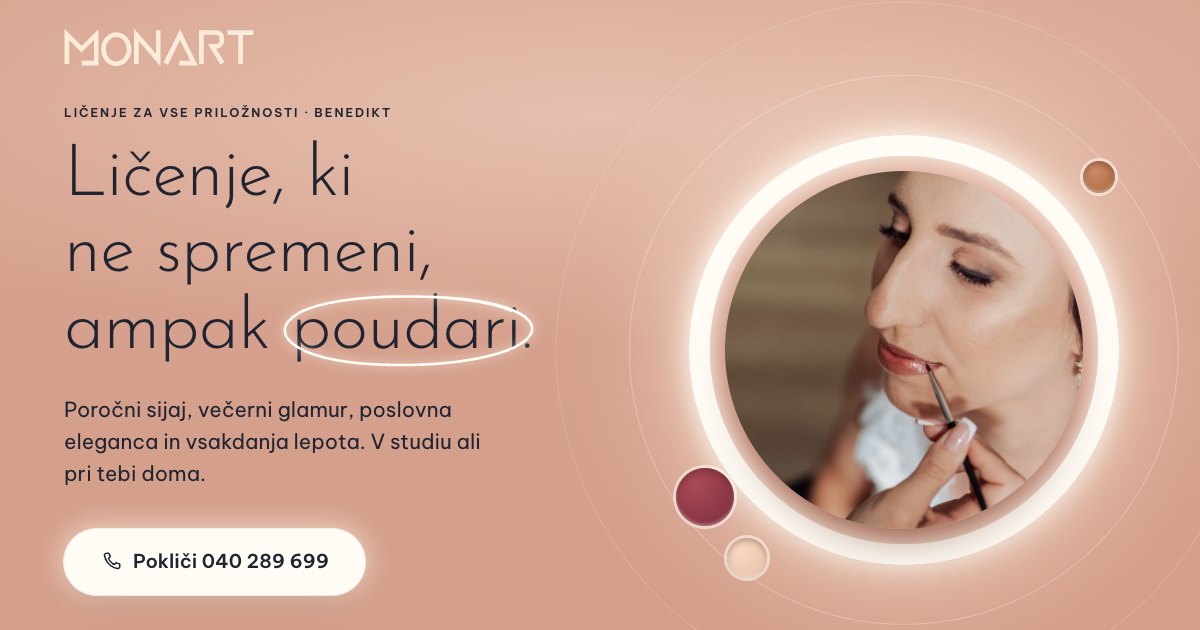 MONART
LIČENJE ZA VSE PRILOŽNOSTI · BENEDIKT
Ličenje, ki
ne spremeni,
ampak poudari.
Poročni sijaj, večerni glamur, poslovna
eleganca in vsakdanja lepota. V studiu ali
pri tebi doma.
Pokliči 040 289 699